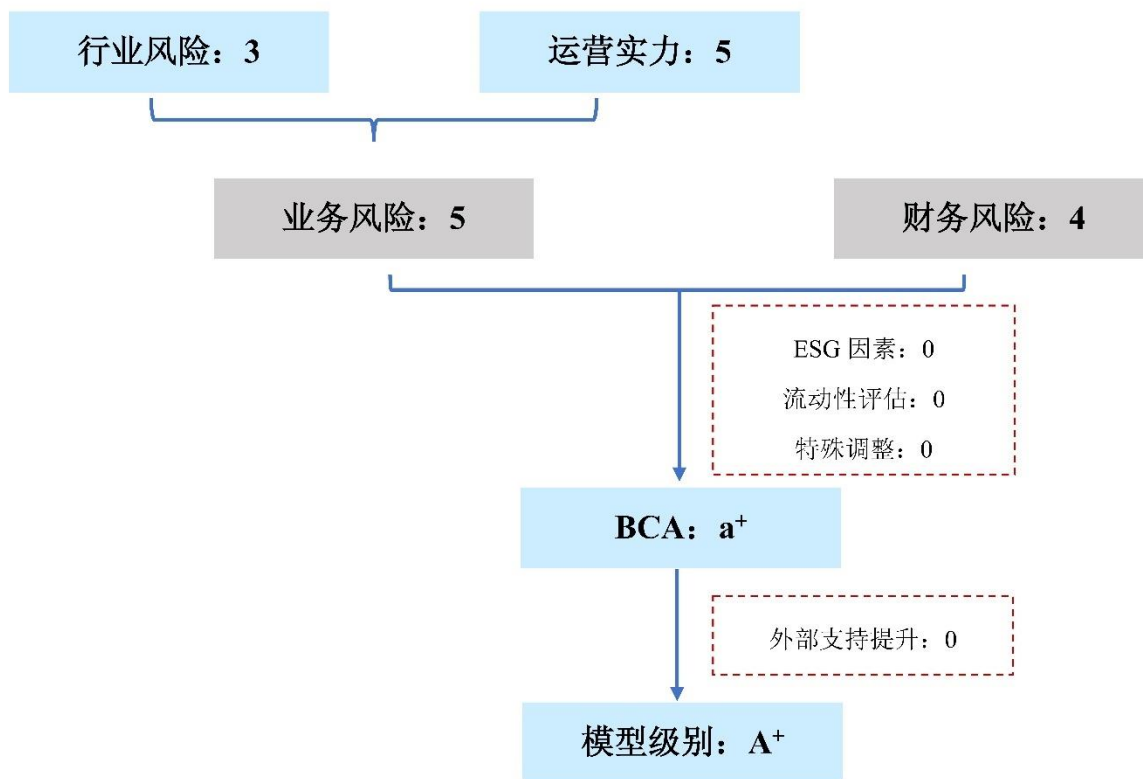 行业风险：3
运营实力：5
业务风险：5
财务风险：4
ESG 因素：0
流动性评估：0
特殊调整：0
BCA：a⁺
外部支持提升：0
模型级别：A⁺